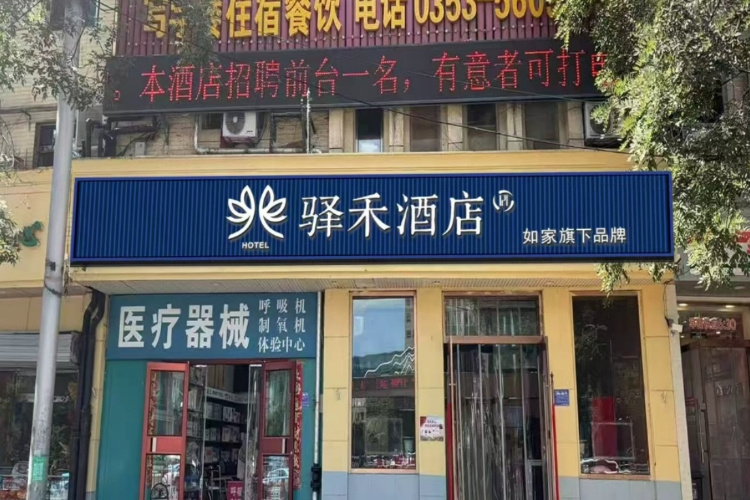 住宿餐饮 电话 0353-560
。本酒店招聘前台一名，有意者可打
HOTEL
驿禾酒店
如家旗下品牌
医疗器械
呼吸机
制氧机
体验中心